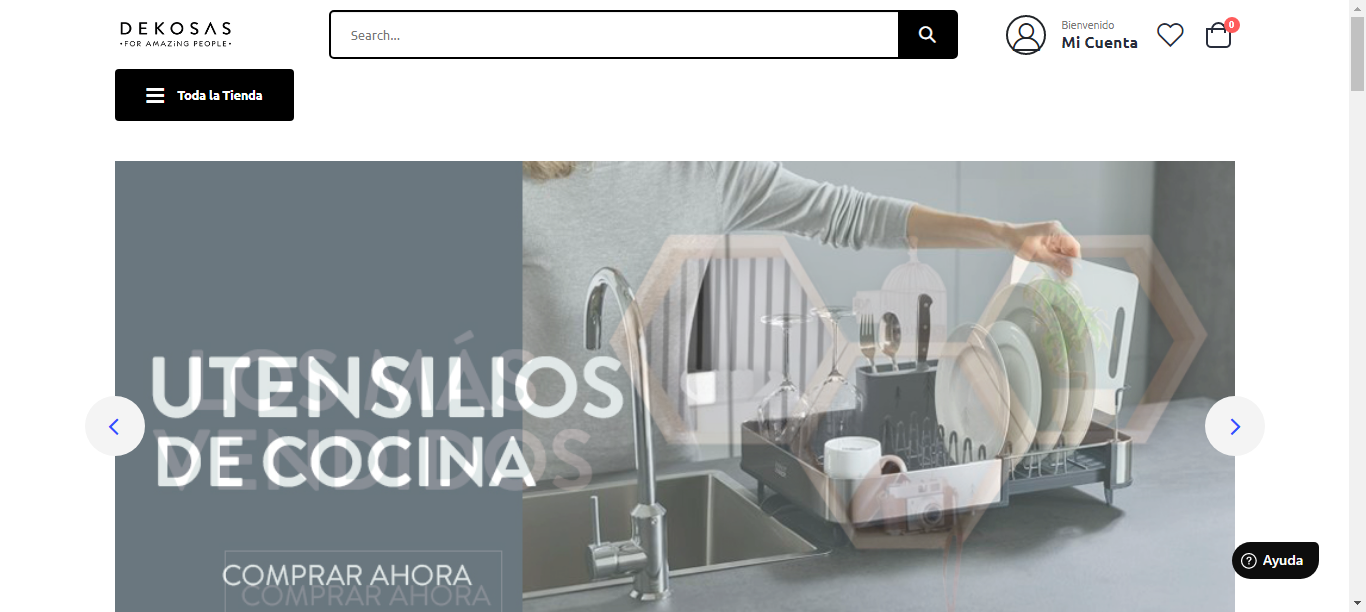 DEKOSAS
•FOR AMAZING PEOPLE•
Search...
Bienvenido
Mi Cuenta
0
Toda la Tienda
UTENSILIOS
DE COCINA
LOS MÁS
VENDIDOS
COMPRAR AHORA
COMPRAR AHORA
Ayuda